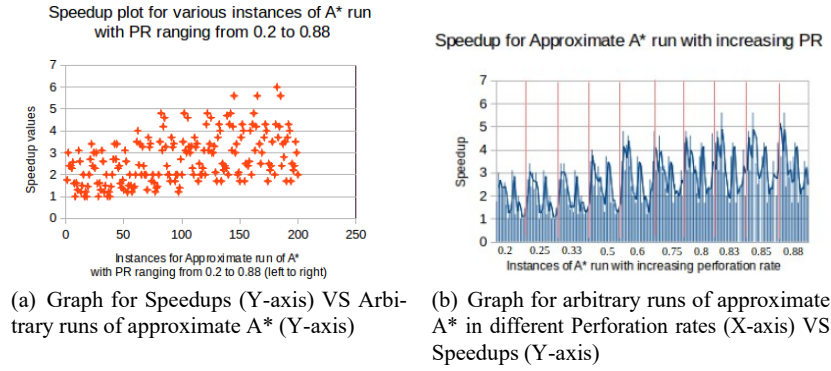 Speedup plot for various instances of A* run
with PR ranging from 0.2 to 0.88
7
6
5
4
3
2
1
0
Speedup values
0 50 100 150 200 250
Instances for Approximate run of A*
with PR ranging from 0.2 to 0.88 (left to right)
(a) Graph for Speedups (Y-axis) VS Arbi-
trary runs of approximate A* (Y-axis)
Speedup for Approximate A* run with increasing PR
7
6
5
4
3
2
1
0
Speedup
0.2 0.25 0.33 0.5 0.6 0.75 0.8 0.83 0.85 0.88
Instances of A* run with increasing perforation rate
(b) Graph for arbitrary runs of approximate
A* in different Perforation rates (X-axis) VS
Speedups (Y-axis)